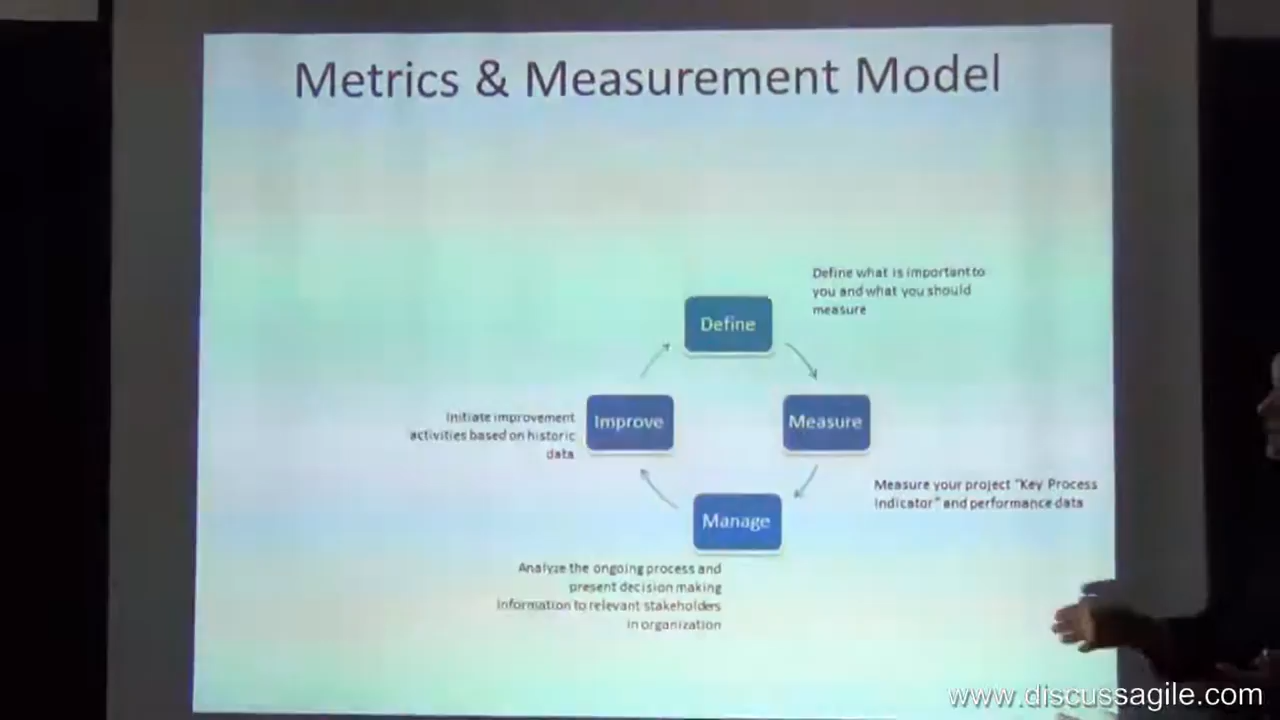 Metrics & Measurement Model
Define what is important to
you and what you should
measure
Define
Improve
Measure
Initiate improvement
activities based on historic
data
Measure your project "Key Process
Indicator" and performance data
Manage
Analyze the ongoing process and
present decision making
information to relevant stakeholders
in organization
www.discussagile.com